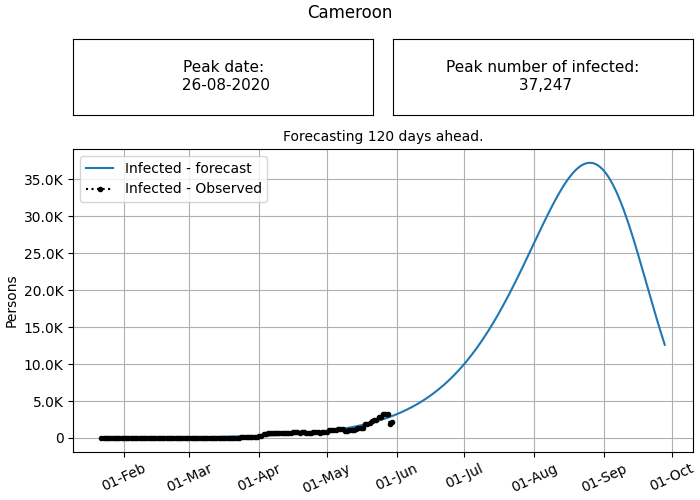 Cameroon
Peak date:
26-08-2020
Peak number of infected:
37,247
Forecasting 120 days ahead.
Infected - forecast
Infected - Observed
Persons
35.0K
30.0K
25.0K
20.0K
15.0K
10.0K
5.0K
0
01-Feb
01-Mar
01-Apr
01-May
01-Jun
01-Jul
01-Aug
01-Sep
01-Oct